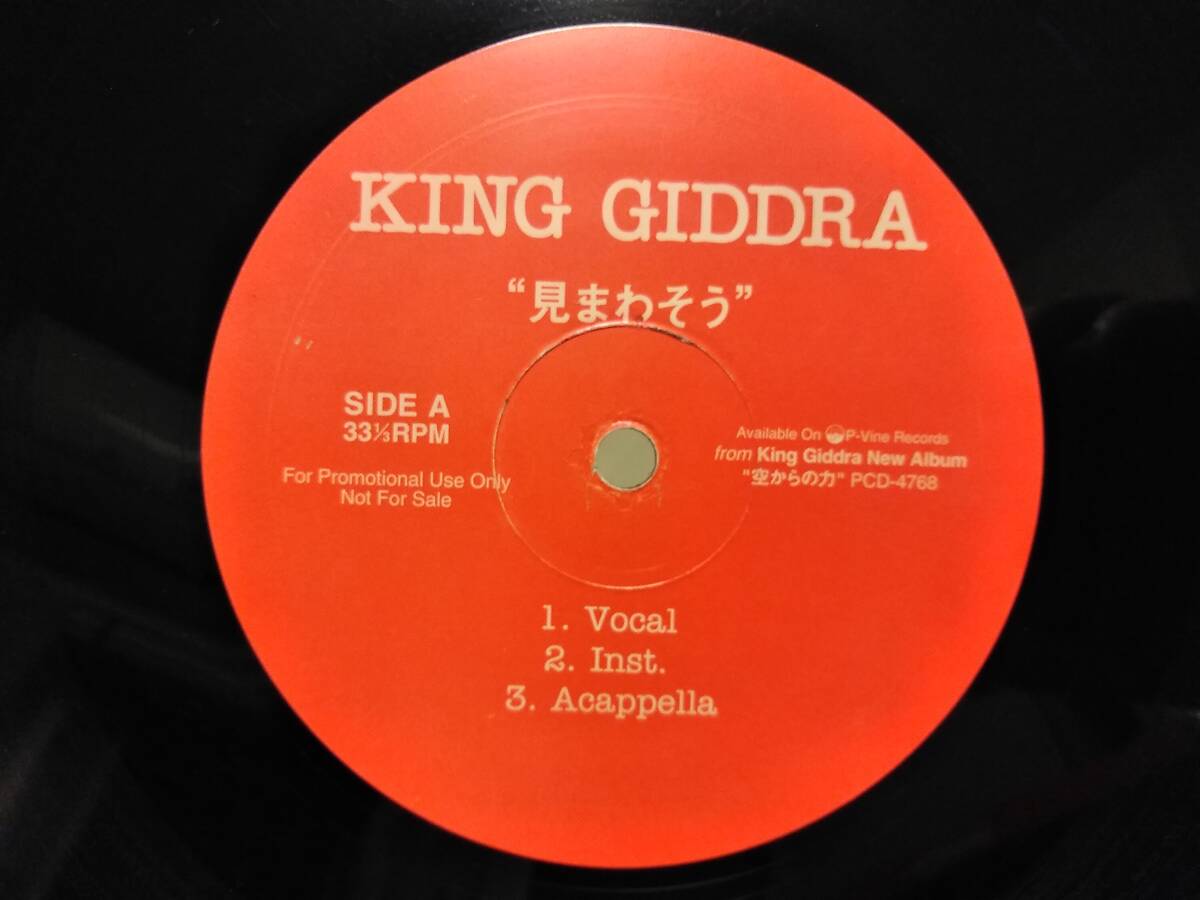 KING GIDDRA
“見まわそう”
SIDE A
33⅓RPM
For Promotional Use Only
Not For Sale
Available On P-Vine Records
from King Giddra New Album
"空からの力" PCD-4768
1. Vocal
2. Inst.
3. Acappella